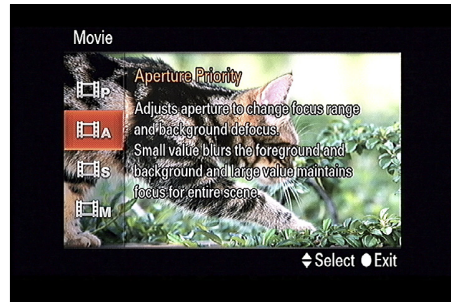 Movie
Aperture Priority
P
Adjusts aperture to change focus range
A
and background defocus.
Small value blurs the foreground and
S
background and large value maintains
focus for entire scene.
M
Select Exit